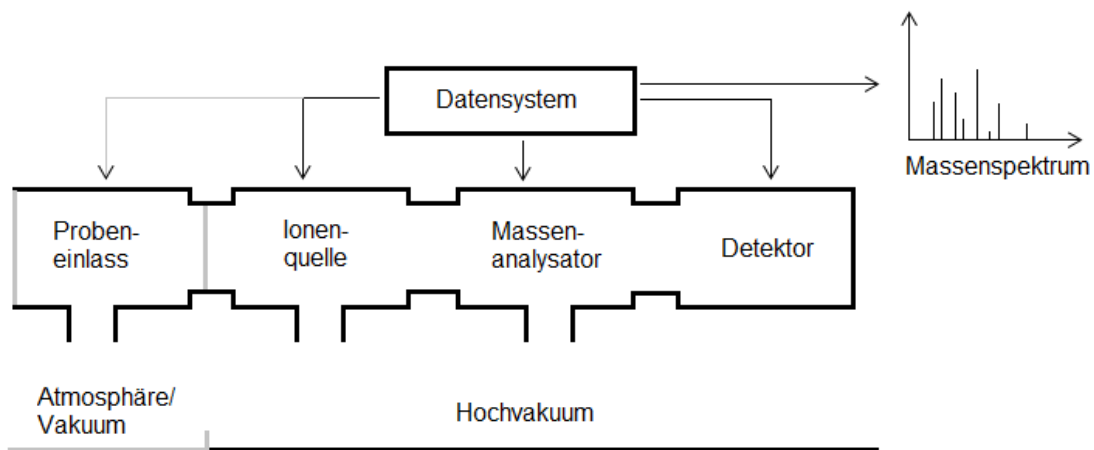 Datensystem
Massenspektrum
Proben-
einlass
Ionen-
quelle
Massen-
analysator
Detektor
Atmosphäre/
Vakuum
Hochvakuum